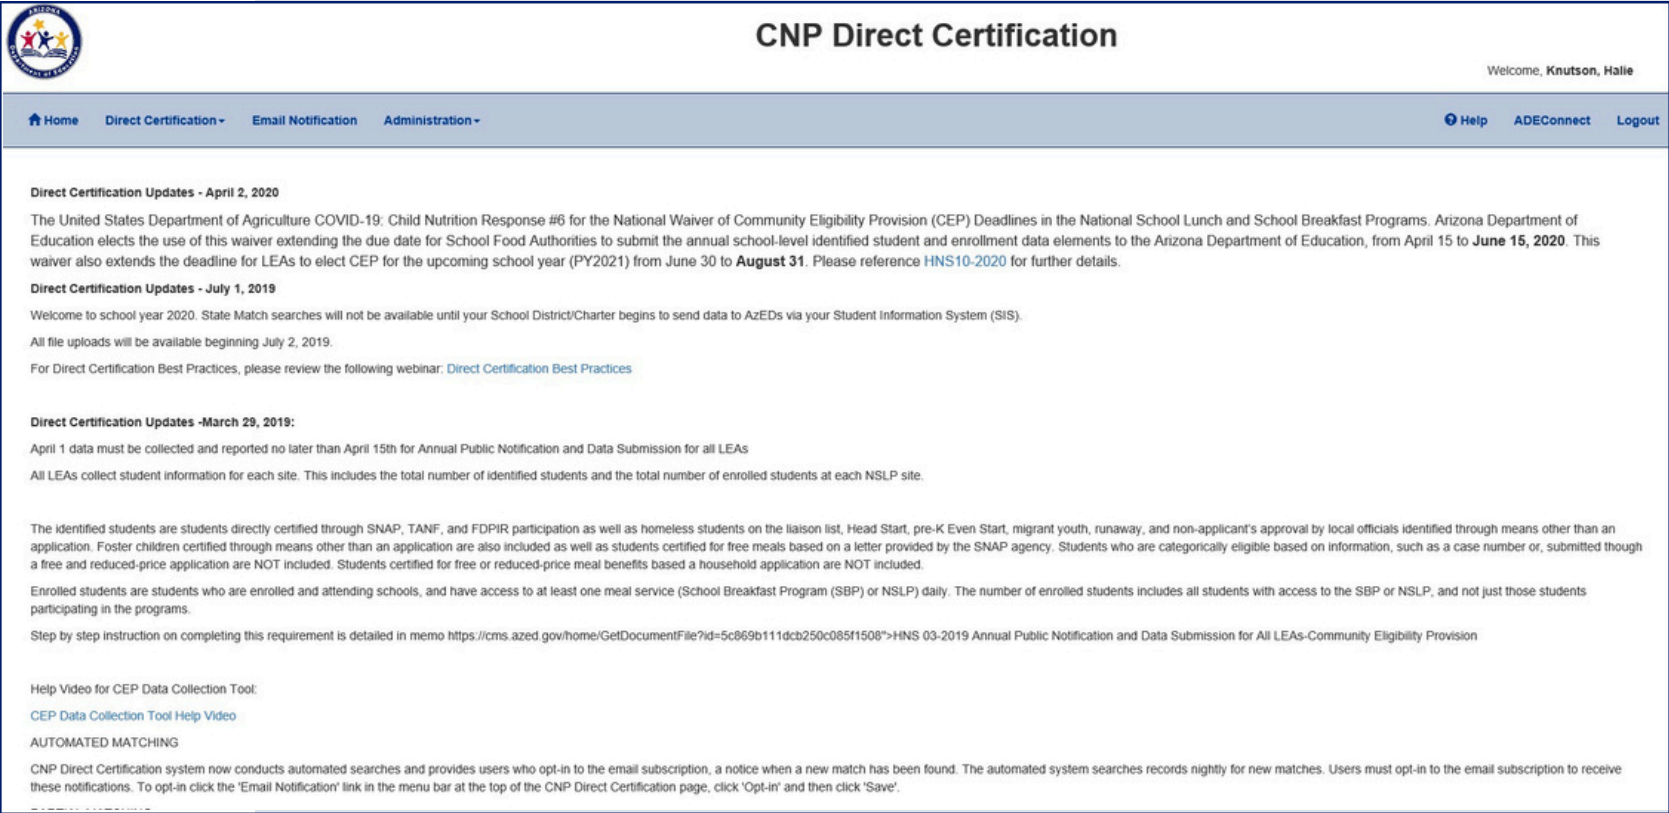 ARIZONA
Department of Education
CNP Direct Certification
Welcome, Knutson, Halie
Home Direct Certification Email Notification Administration Help ADEConnect Logout
Direct Certification Updates - April 2, 2020
The United States Department of Agriculture COVID-19: Child Nutrition Response #6 for the National Waiver of Community Eligibility Provision (CEP) Deadlines in the National School Lunch and School Breakfast Programs. Arizona Department of
Education elects the use of this waiver extending the due date for School Food Authorities to submit the annual school-level identified student and enrollment data elements to the Arizona Department of Education, from April 15 to June 15, 2020. This
waiver also extends the deadline for LEAs to elect CEP for the upcoming school year (PY2021) from June 30 to August 31. Please reference HNS10-2020 for further details.
Direct Certification Updates - July 1, 2019
Welcome to school year 2020. State Match searches will not be available until your School District/Charter begins to send data to AzEDs via your Student Information System (SIS).
All file uploads will be available beginning July 2, 2019.
For Direct Certification Best Practices, please review the following webinar: Direct Certification Best Practices
Direct Certification Updates -March 29, 2019:
April 1 data must be collected and reported no later than April 15th for Annual Public Notification and Data Submission for all LEAs
All LEAs collect student information for each site. This includes the total number of identified students and the total number of enrolled students at each NSLP site.
The identified students are students directly certified through SNAP, TANF, and FDPIR participation as well as homeless students on the liaison list, Head Start, pre-K Even Start, migrant youth, runaway, and non-applicant's approval by local officials identified through means other than an
application. Foster children certified through means other than an application are also included as well as students certified for free meals based on a letter provided by the SNAP agency. Students who are categorically eligible based on information, such as a case number or, submitted though
a free and reduced-price application are NOT included. Students certified for free or reduced-price meal benefits based a household application are NOT included.
Enrolled students are students who are enrolled and attending schools, and have access to at least one meal service (School Breakfast Program (SBP) or NSLP) daily. The number of enrolled students includes all students with access to the SBP or NSLP, and not just those students
participating in the programs.
Step by step instruction on completing this requirement is detailed in memo https://cms.azed.gov/home/GetDocumentFile?id=5c869b111dcb250c085f1508">HNS 03-2019 Annual Public Notification and Data Submission for All LEAs-Community Eligibility Provision
Help Video for CEP Data Collection Tool:
CEP Data Collection Tool Help Video
AUTOMATED MATCHING
CNP Direct Certification system now conducts automated searches and provides users who opt-in to the email subscription, a notice when a new match has been found. The automated system searches records nightly for new matches. Users must opt-in to the email subscription to receive
these notifications. To opt-in click the 'Email Notification' link in the menu bar at the top of the CNP Direct Certification page, click 'Opt-in' and then click 'Save'.